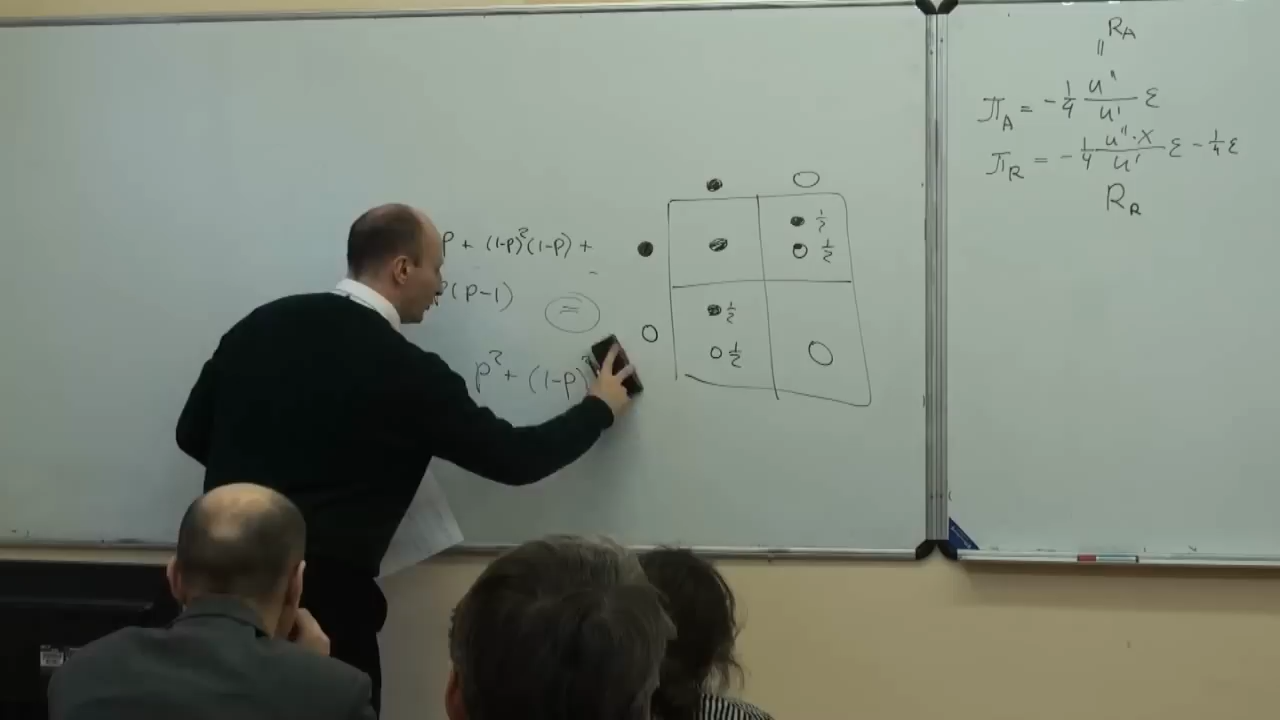 p + (1-p)²(1-p) +
(p-1) =
p² + (1-p)
1/2
1/2
1/2
1/2
R_A
=
π_A = -1/4 u''/u' ε
π_R = -1/4 u''·x/u' ε - 1/4 ε
R_R